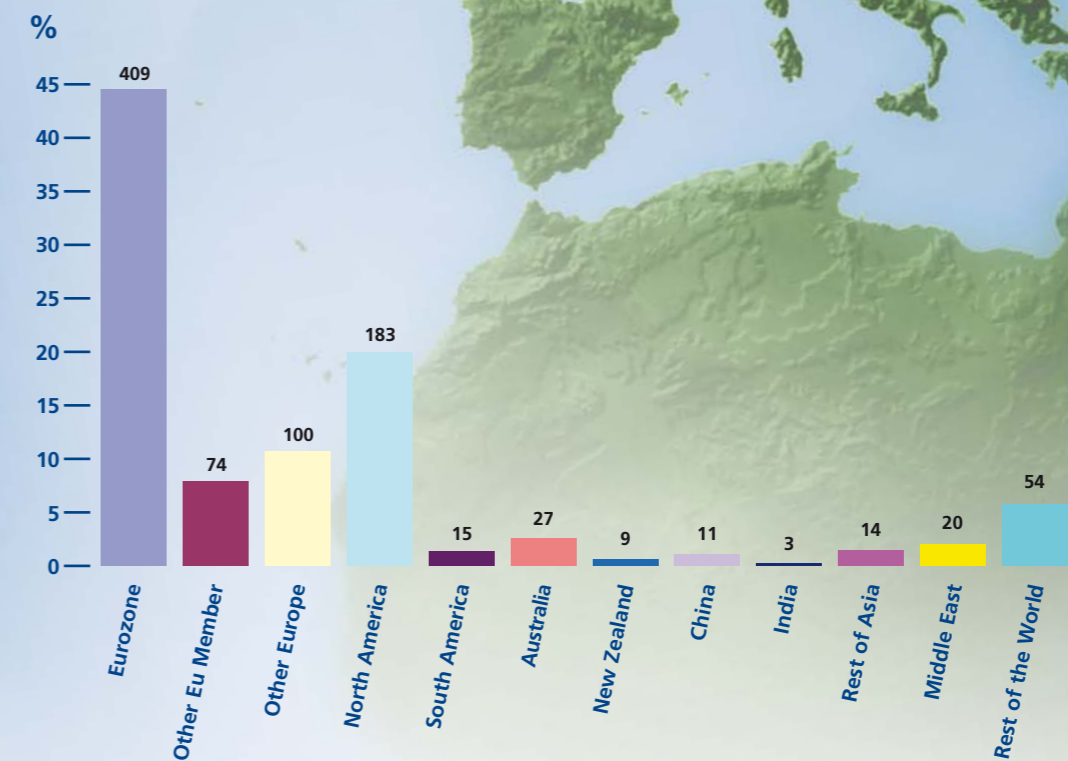 %
45
40
35
30
25
20
15
10
5
0
409
74
100
183
15
27
9
11
3
14
20
54
Eurozone
Other Eu Member
Other Europe
North America
South America
Australia
New Zealand
China
India
Rest of Asia
Middle East
Rest of the World